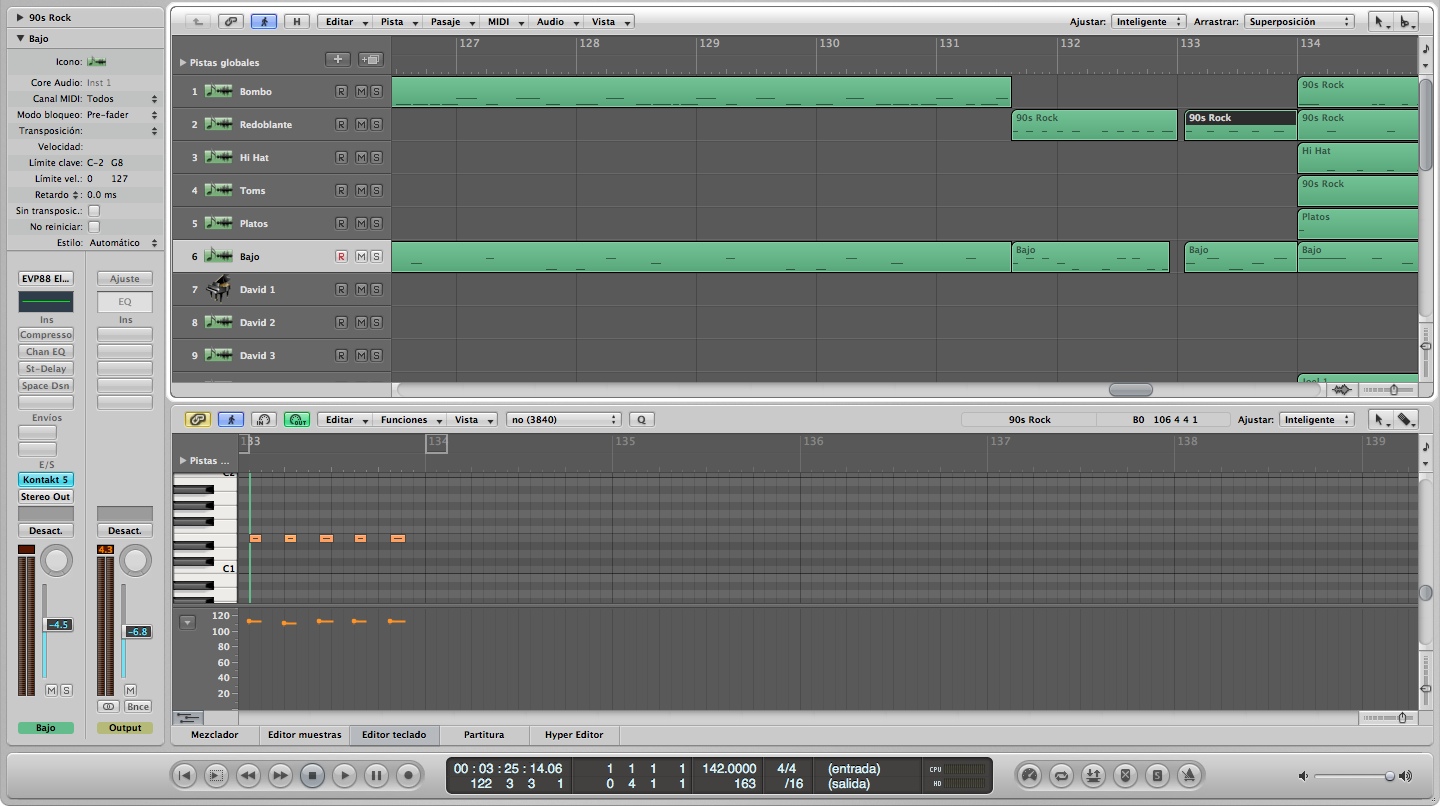 90s Rock
Bajo
Icono:
Core Audio: Inst 1
Canal MIDI: Todos
Modo bloqueo: Pre-fader
Transposición:
Velocidad:
Límite clave: C-2 G8
Límite vel.: 0 127
Retardo : 0.0 ms
Sin transposic.:
No reiniciar:
Estilo: Automático
EVP88 El... Ajuste
EQ
Ins Ins
Compresso
Chan EQ
St-Delay
Space Dsn
Envíos
E/S
Kontakt 5
Stereo Out
Desact. Desact.
4.3
-4.5 -6.8
M S M
Bnce
Bajo Output
H Editar Pista Pasaje MIDI Audio Vista Ajustar: Inteligente Arrastrar: Superposición
127 128 129 130 131 132 133 134
Pistas globales
1 Bombo R M S 90s Rock
2 Redoblante R M S 90s Rock 90s Rock 90s Rock
3 Hi Hat R M S Hi Hat
4 Toms R M S 90s Rock
5 Platos R M S Platos
6 Bajo R M S Bajo Bajo Bajo
7 David 1 R M S
8 David 2 R M S
9 David 3 R M S
IN OUT Editar Funciones Vista no (3840) Q 90s Rock B0 106 4 4 1 Ajustar: Inteligente
133 134 135 136 137 138 139
Pistas ...
C1
120
100
80
60
40
20
Mezclador Editor muestras Editor teclado Partitura Hyper Editor
00 : 03 : 25 : 14.06 1 1 1 1 142.0000 4/4 (entrada) CPU
122 3 3 1 0 4 1 1 163 /16 (salida) HD